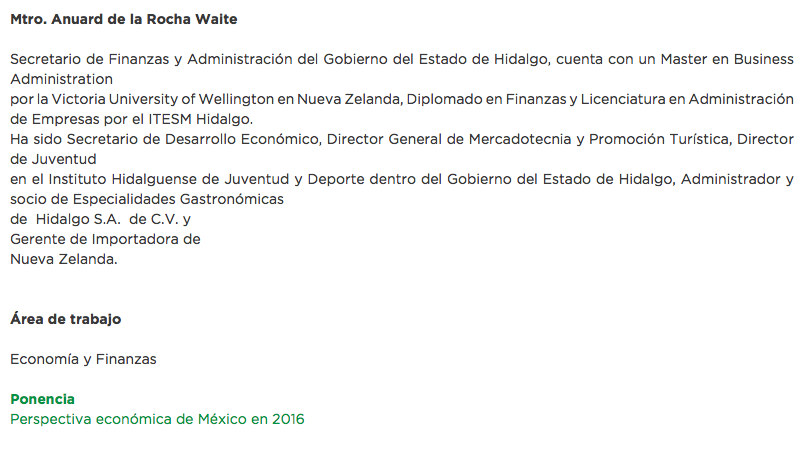 Mtro. Anuard de la Rocha Waite
Secretario de Finanzas y Administración del Gobierno del Estado de Hidalgo, cuenta con un Master en Business
Administration
por la Victoria University of Wellington en Nueva Zelanda, Diplomado en Finanzas y Licenciatura en Administración
de Empresas por el ITESM Hidalgo.
Ha sido Secretario de Desarrollo Económico, Director General de Mercadotecnia y Promoción Turística, Director
de Juventud
en el Instituto Hidalguense de Juventud y Deporte dentro del Gobierno del Estado de Hidalgo, Administrador y
socio de Especialidades Gastronómicas
de Hidalgo S.A. de C.V. y
Gerente de Importadora de
Nueva Zelanda.
Área de trabajo
Economía y Finanzas
Ponencia
Perspectiva económica de México en 2016